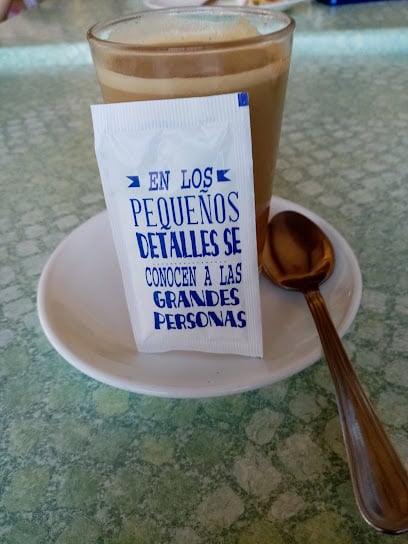 EN LOS
PEQUEÑOS
DETALLES SE
CONOCEN A LAS
GRANDES
PERSONAS